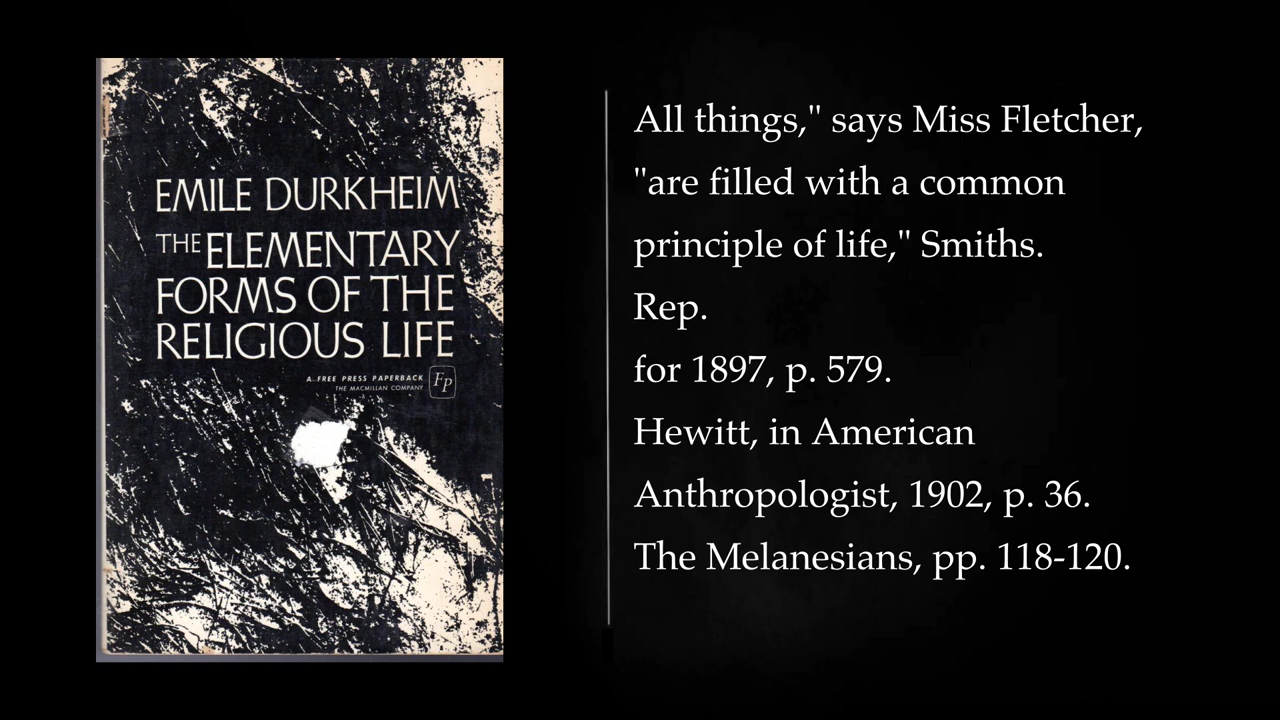 EMILE DURKHEIM
THE ELEMENTARY
FORMS OF THE
RELIGIOUS LIFE
A FREE PRESS PAPERBACK
THE MACMILLAN COMPANY
FP
All things," says Miss Fletcher,
"are filled with a common
principle of life," Smiths.
Rep.
for 1897, p. 579.
Hewitt, in American
Anthropologist, 1902, p. 36.
The Melanesians, pp. 118-120.